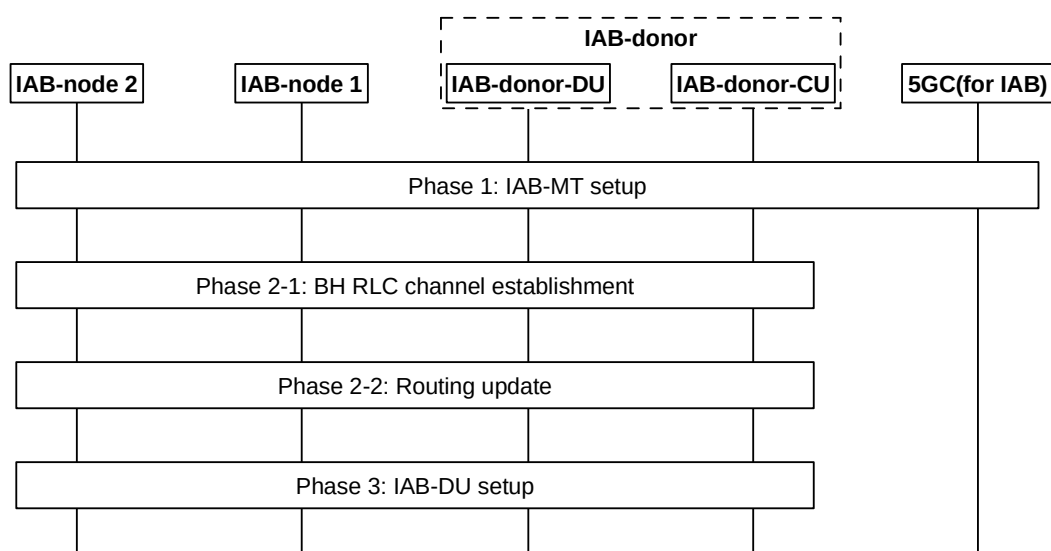 IAB-donor
IAB-node 2
IAB-node 1
IAB-donor-DU
IAB-donor-CU
5GC(for IAB)
Phase 1: IAB-MT setup
Phase 2-1: BH RLC channel establishment
Phase 2-2: Routing update
Phase 3: IAB-DU setup